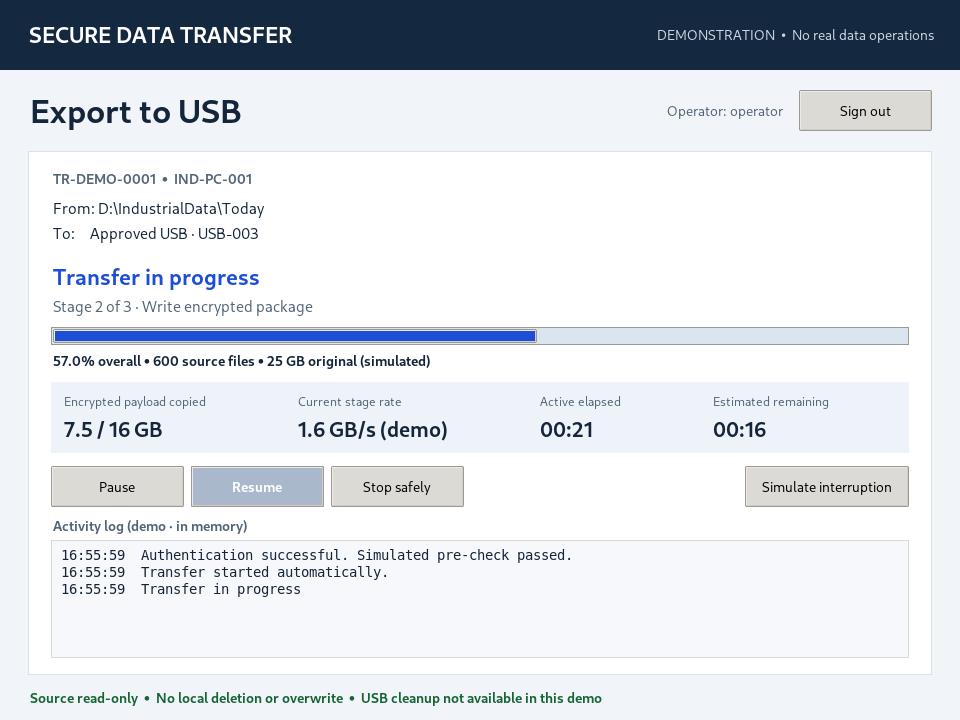 SECURE DATA TRANSFER
DEMONSTRATION • No real data operations
Export to USB
Operator: operator
Sign out
TR-DEMO-0001 • IND-PC-001
From: D:\IndustrialData\Today
To: Approved USB · USB-003
Transfer in progress
Stage 2 of 3 · Write encrypted package
57.0% overall • 600 source files • 25 GB original (simulated)
Encrypted payload copied
Current stage rate
Active elapsed
Estimated remaining
7.5 / 16 GB
1.6 GB/s (demo)
00:21
00:16
Pause
Resume
Stop safely
Simulate interruption
Activity log (demo · in memory)
16:55:59 Authentication successful. Simulated pre-check passed.
16:55:59 Transfer started automatically.
16:55:59 Transfer in progress
Source read-only • No local deletion or overwrite • USB cleanup not available in this demo